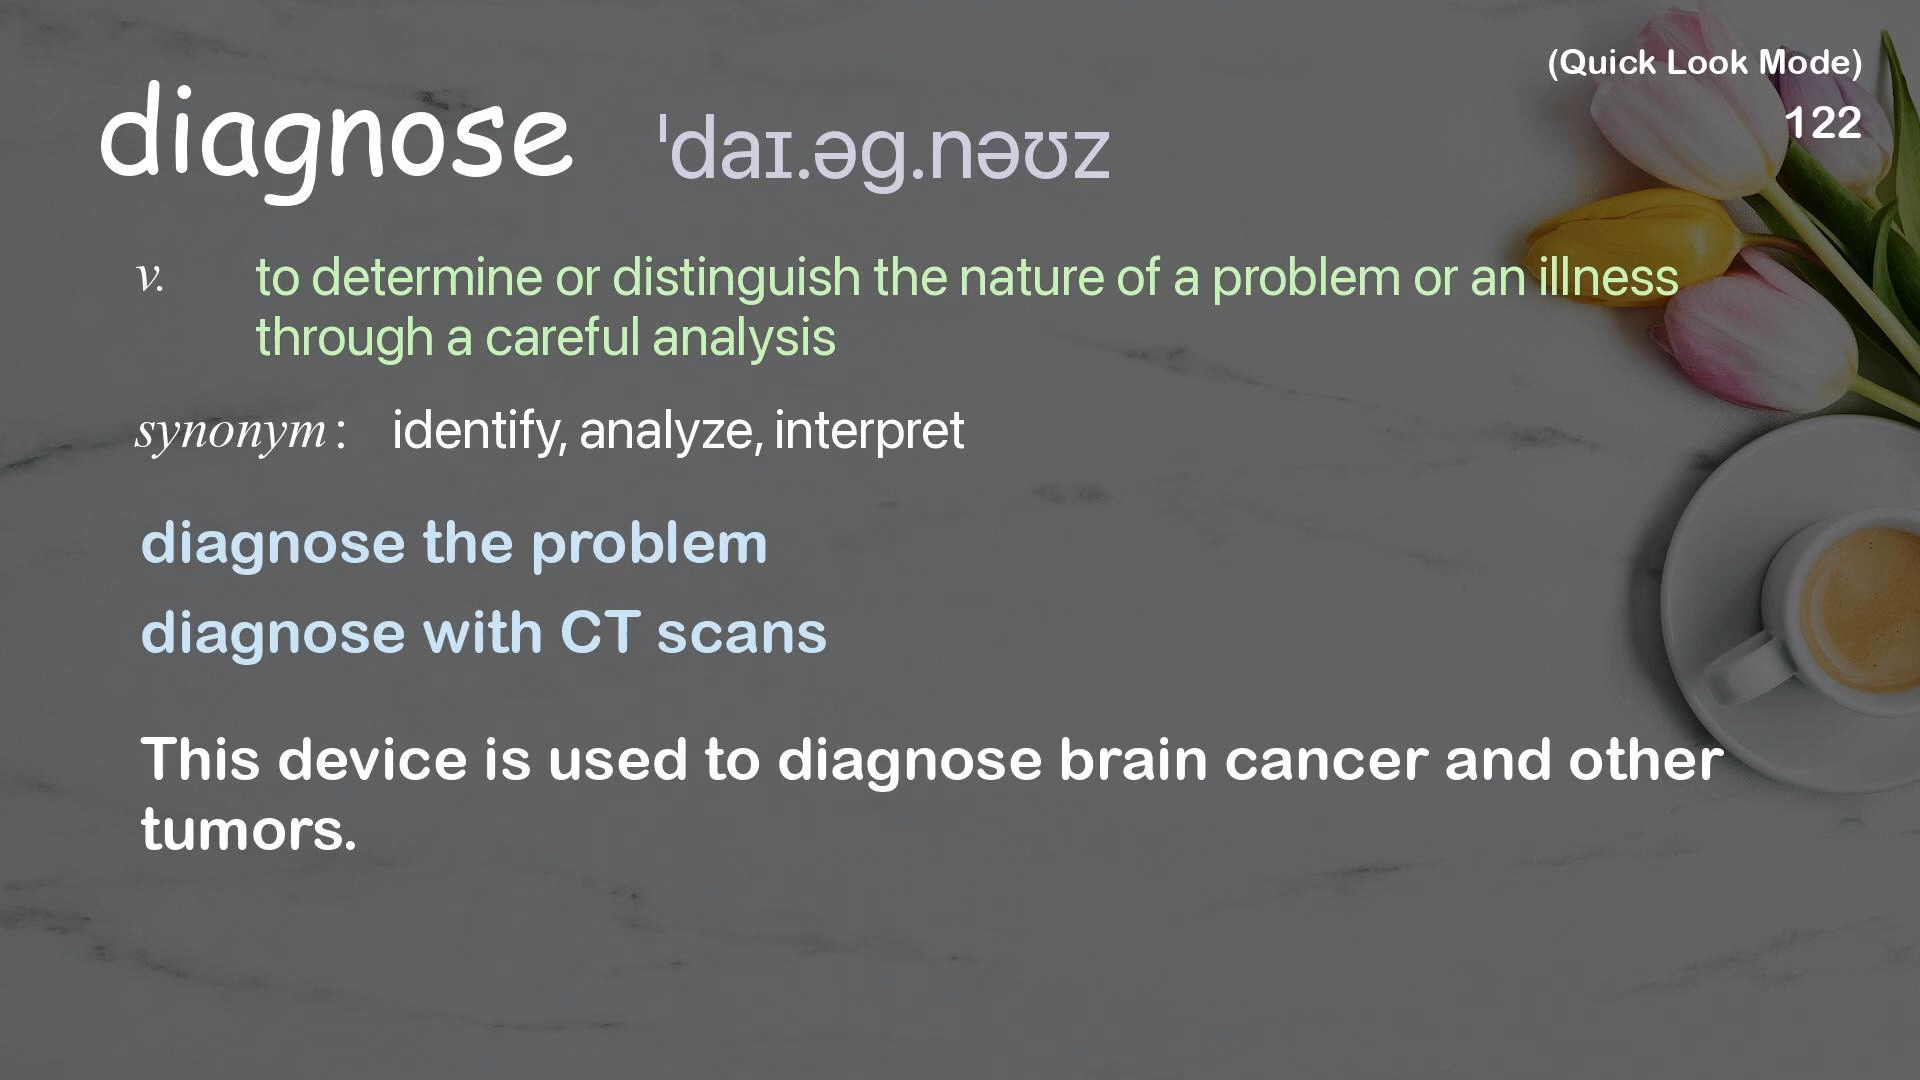 (Quick Look Mode)
diagnose ˈdaɪ.əg.nəʊz
122
v. to determine or distinguish the nature of a problem or an illness
through a careful analysis
synonym: identify, analyze, interpret
diagnose the problem
diagnose with CT scans
This device is used to diagnose brain cancer and other
tumors.